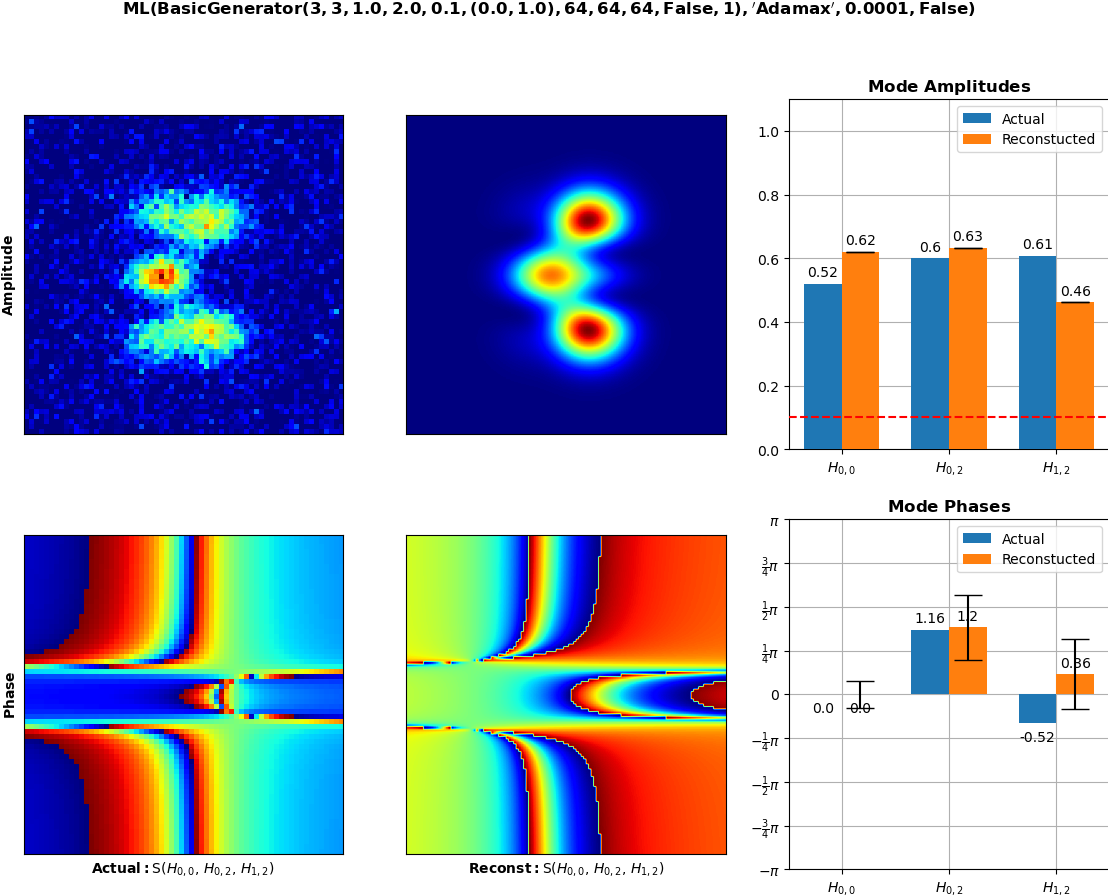 ML(BasicGenerator(3, 3, 1.0, 2.0, 0.1, (0.0, 1.0), 64, 64, 64, False, 1), ′Adamax′, 0.0001, False)
Amplitude
Mode Amplitudes
Actual
Reconstucted
1.0
0.8
0.6
0.4
0.2
0.0
0.52
0.62
0.6
0.63
0.61
0.46
H0,0
H0,2
H1,2
Phase
Actual: S(H0,0, H0,2, H1,2)
Reconst: S(H0,0, H0,2, H1,2)
Mode Phases
Actual
Reconstucted
π
3/4π
1/2π
1/4π
0
−1/4π
−1/2π
−3/4π
−π
0.0
-0.0
1.16
1.2
-0.52
0.36
H0,0
H0,2
H1,2